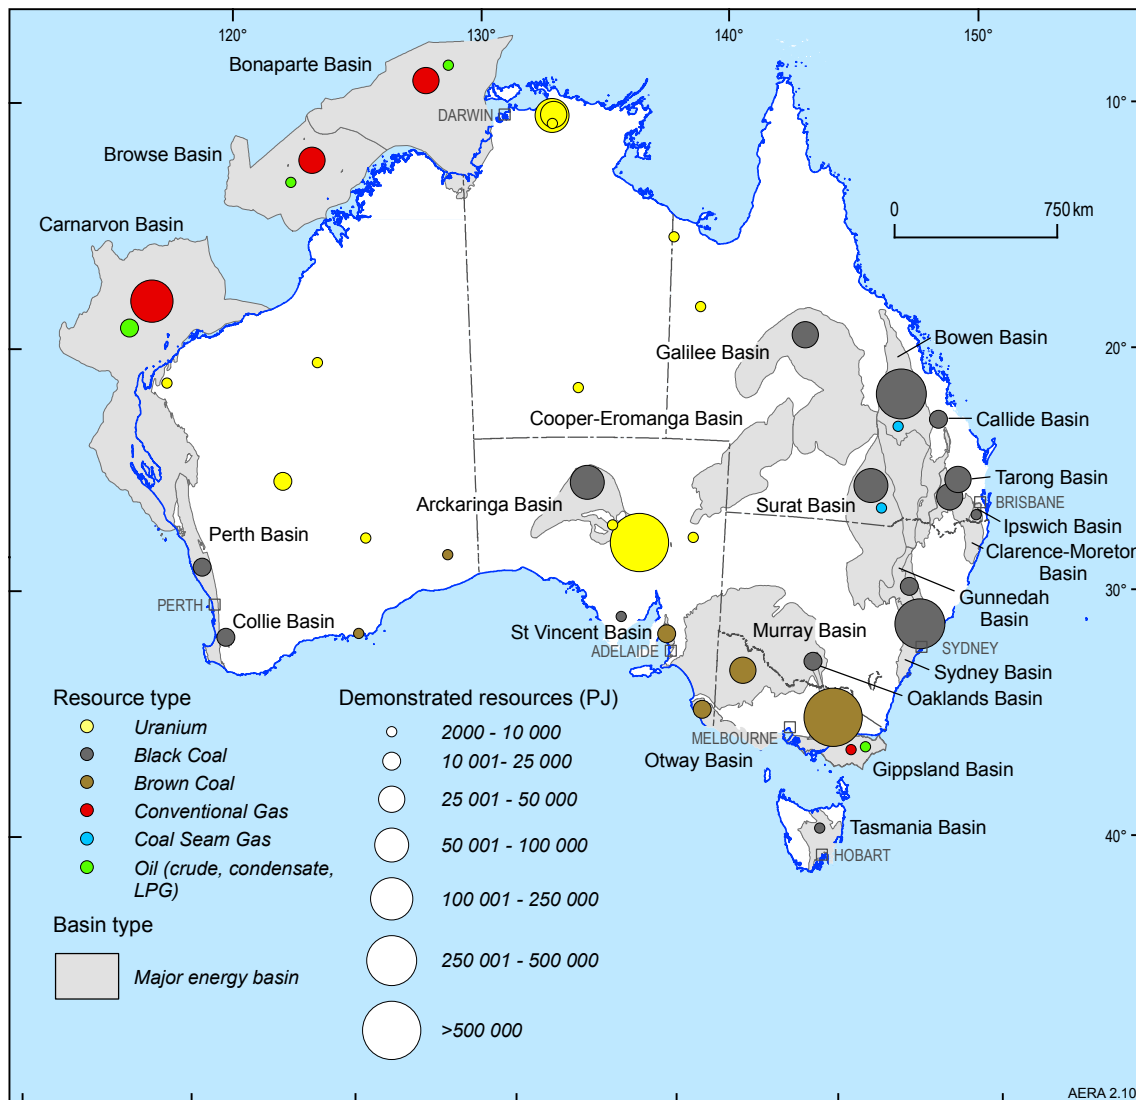 120°
130°
140°
150°
Bonaparte Basin
DARWIN
10°
Browse Basin
Carnarvon Basin
0
750 km
Galilee Basin
Bowen Basin
20°
Cooper-Eromanga Basin
Callide Basin
Arckaringa Basin
Surat Basin
Tarong Basin
BRISBANE
Ipswich Basin
Perth Basin
Clarence-Moreton
Basin
PERTH
Collie Basin
Gunnedah
Basin
30°
St Vincent Basin
ADELAIDE
Murray Basin
SYDNEY
Sydney Basin
Oaklands Basin
MELBOURNE
Otway Basin
Gippsland Basin
Tasmania Basin
40°
HOBART
Resource type
Uranium
Black Coal
Brown Coal
Conventional Gas
Coal Seam Gas
Oil (crude, condensate,
LPG)
Basin type
Major energy basin
Demonstrated resources (PJ)
2000 - 10 000
10 001- 25 000
25 001 - 50 000
50 001 - 100 000
100 001 - 250 000
250 001 - 500 000
>500 000
AERA 2.10